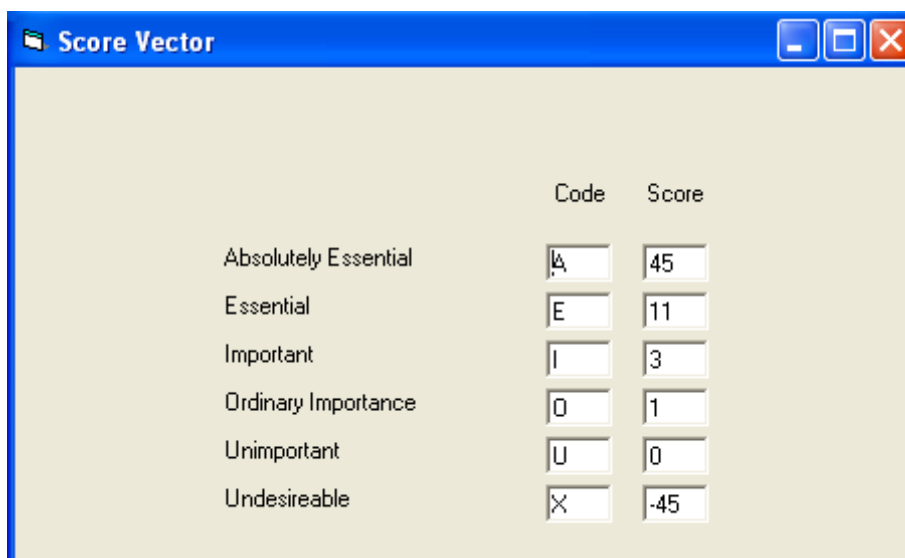 Score Vector
Code Score
Absolutely Essential A 45
Essential E 11
Important I 3
Ordinary Importance O 1
Unimportant U 0
Undesireable X -45